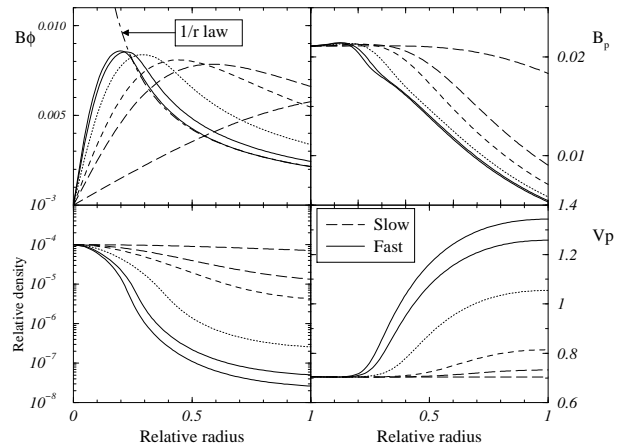 Bϕ
0.010
0.005
10⁻³
1/r law
Bₚ
0.02
0.01
1.4
10⁻⁴
10⁻⁵
10⁻⁶
10⁻⁷
10⁻⁸
Relative density
0
0.5
1
Relative radius
Slow
Fast
1.4
Vp
1.2
1
0.8
0.6
0.5
1
Relative radius